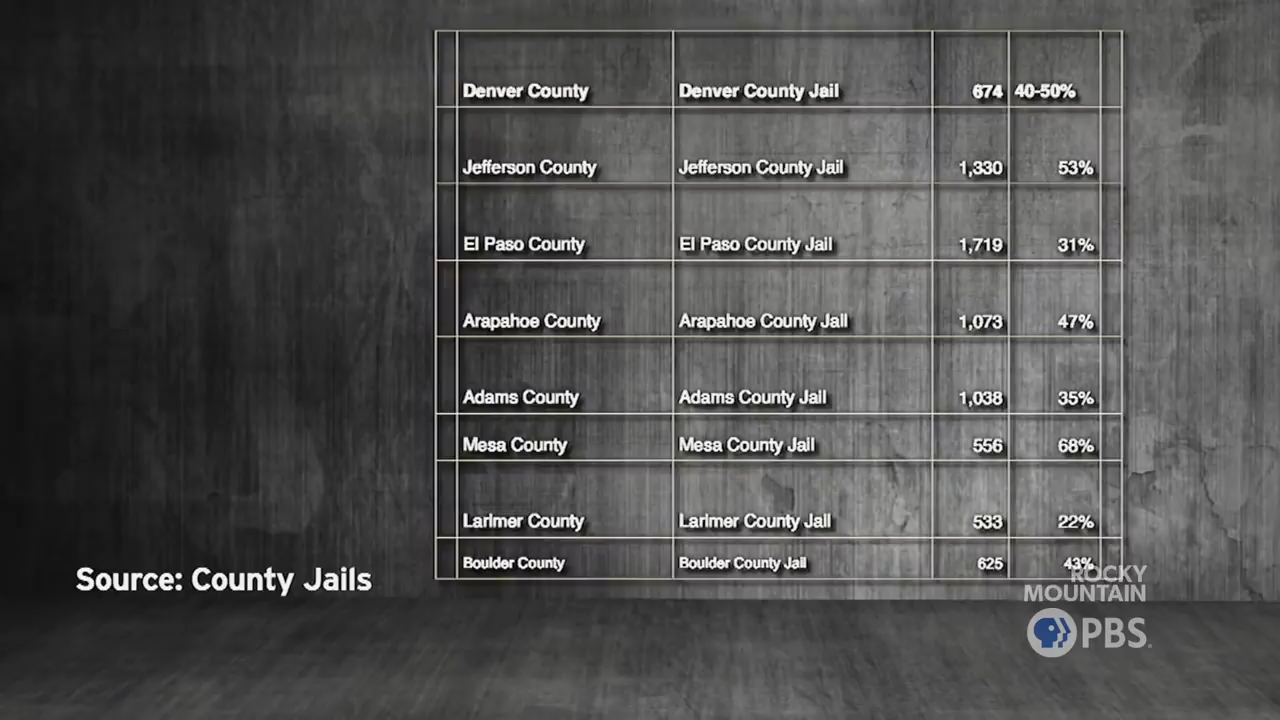 Denver County Denver County Jail 674 40-50%
Jefferson County Jefferson County Jail 1,330 53%
El Paso County El Paso County Jail 1,719 31%
Arapahoe County Arapahoe County Jail 1,073 47%
Adams County Adams County Jail 1,038 35%
Mesa County Mesa County Jail 556 68%
Larimer County Larimer County Jail 533 22%
Boulder County Boulder County Jail 625 43%
Source: County Jails
ROCKY
MOUNTAIN
PBS